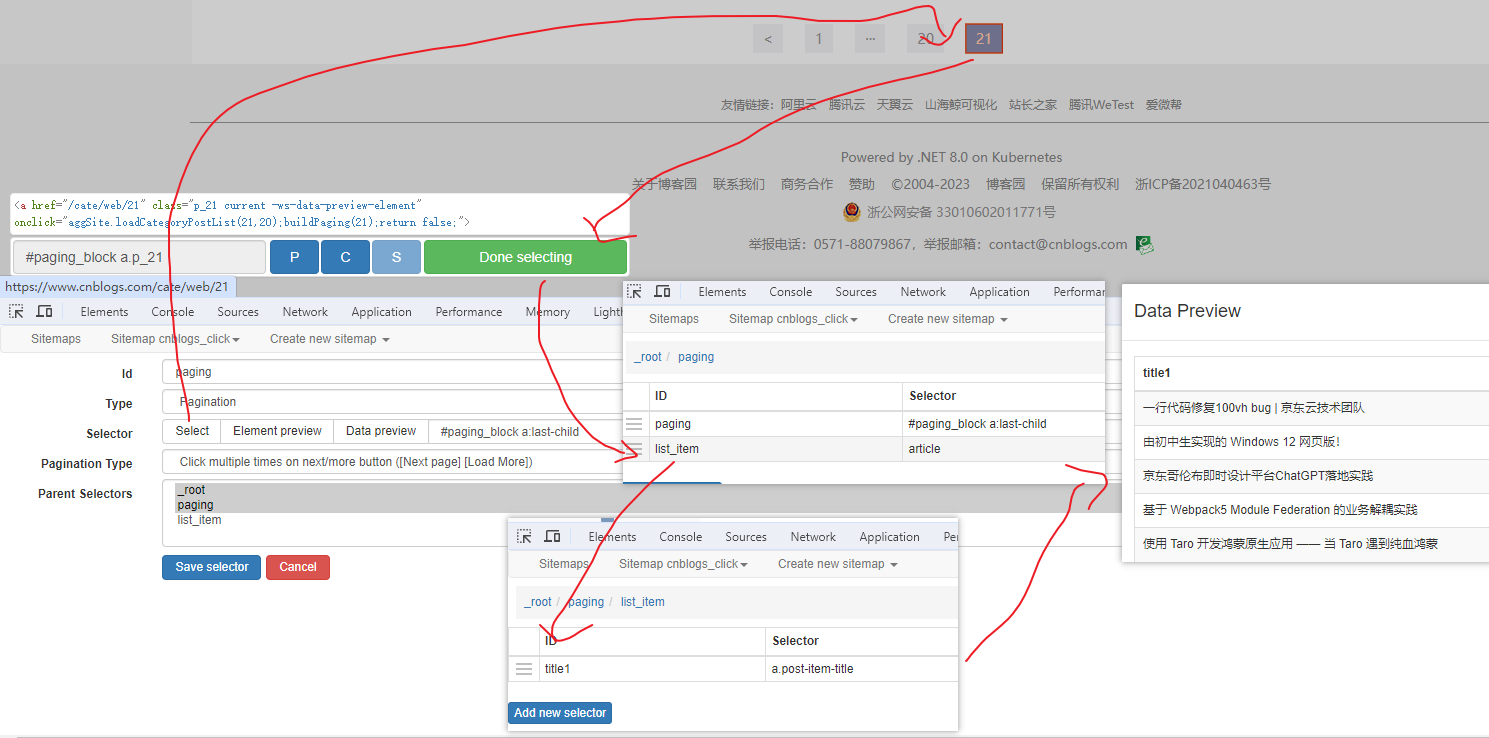 < 1 ··· 20 21
友情链接： 阿里云 腾讯云 天翼云 山海鲸可视化 站长之家 腾讯WeTest 爱微帮
Powered by .NET 8.0 on Kubernetes
关于博客园 联系我们 商务合作 赞助 ©2004-2023 博客园 保留所有权利 浙ICP备2021040463号
浙公网安备 33010602011771号
举报电话：0571-88079867，举报邮箱：contact@cnblogs.com
<a href="/cate/web/21" class="p_21 current -ws-data-preview-element"
onclick="aggSite.loadCategoryPostList(21,20);buildPaging(21);return false;">
#paging_block a.p_21 P C S Done selecting
https://www.cnblogs.com/cate/web/21
Elements Console Sources Network Application Performance Memory Lighth
Sitemaps Sitemap cnblogs_click Create new sitemap
Id paging
Type Pagination
Selector Select Element preview Data preview #paging_block a:last-child
Pagination Type Click multiple times on next/more button ([Next page] [Load More])
Parent Selectors _root
paging
list_item
Save selector Cancel
Elements Console Sources Network Application Performan
Sitemaps Sitemap cnblogs_click Create new sitemap
_root / paging
ID Selector
paging #paging_block a:last-child
list_item article
Elements Console Sources Network Application Pe
Sitemaps Sitemap cnblogs_click Create new sitemap
_root / paging / list_item
ID Selector
title1 a.post-item-title
Add new selector
Data Preview
title1
一行代码修复100vh bug | 京东云技术团队
由初中生实现的 Windows 12 网页版！
京东哥伦布即时设计平台ChatGPT落地实践
基于 Webpack5 Module Federation 的业务解耦实践
使用 Taro 开发鸿蒙原生应用 —— 当 Taro 遇到纯血鸿蒙